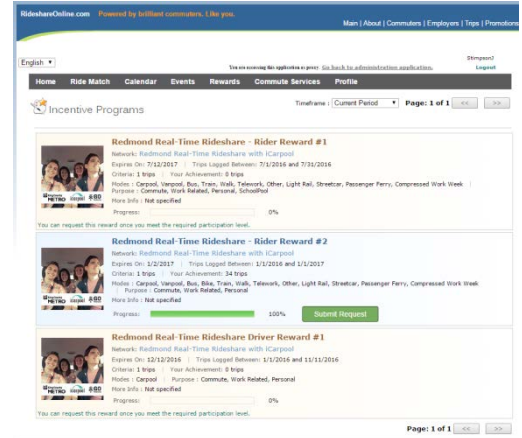 RideshareOnline.com Powered by brilliant commuters. Like you.
Main | About | Commuters | Employers | Trips | Promotions
English
Stimpson2
You are accessing this application as proxy. Go back to administration application. Logout
Home Ride Match Calendar Events Rewards Commute Services Profile
Incentive Programs
Timeframe : Current Period Page: 1 of 1 << >>
Redmond Real-Time Rideshare - Rider Reward #1
Network: Redmond Real-Time Rideshare with iCarpool
Expires On: 7/12/2017 | Trips Logged Between: 1/1/2016 and 7/31/2016
Criteria: 1 trips | Your Achievement: 0 trips
Modes : Carpool, Vanpool, Bus, Train, Walk, Telework, Other, Light Rail, Streetcar, Passenger Ferry, Compressed Work Week |
Purpose : Commute, Work Related, Personal, SchoolPool
More Info : Not specified
Progress: 0%
METRO
You can request this reward once you meet the required participation level.
Redmond Real-Time Rideshare - Rider Reward #2
Network: Redmond Real-Time Rideshare with iCarpool
Expires On: 1/2/2017 | Trips Logged Between: 1/1/2016 and 1/1/2017
Criteria: 1 trips | Your Achievement: 34 trips
Modes : Carpool, Vanpool, Bus, Bike, Train, Walk, Telework, Other, Light Rail, Streetcar, Passenger Ferry, Compressed Work Week
| Purpose : Commute, Work Related, Personal
More Info : Not specified
Progress: 100% Submit Request
METRO
Redmond Real-Time Rideshare Driver Reward #1
Network: Redmond Real-Time Rideshare with iCarpool
Expires On: 12/12/2016 | Trips Logged Between: 1/1/2016 and 11/11/2016
Criteria: 1 trips | Your Achievement: 0 trips
Modes : Carpool | Purpose : Commute, Work Related, Personal
More Info : Not specified
Progress: 0%
METRO
You can request this reward once you meet the required participation level.
Page: 1 of 1 << >>